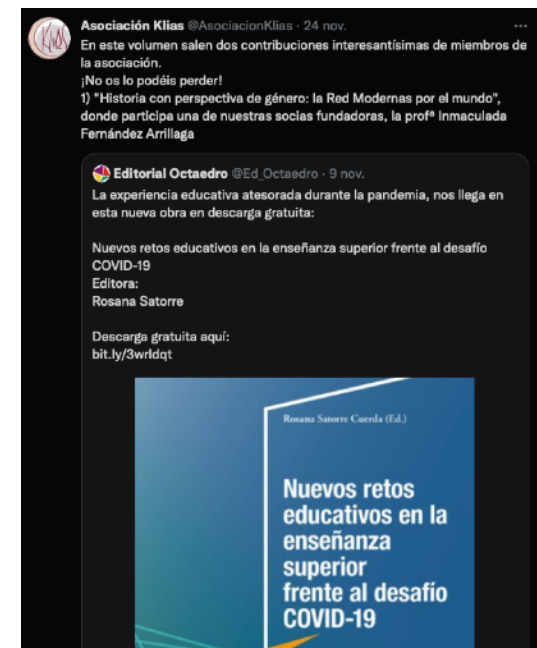 Asociación Klias @AsociacionKlias · 24 nov.
En este volumen salen dos contribuciones interesantísimas de miembros de
la asociación.
¡No os lo podéis perder!
1) "Historia con perspectiva de género: la Red Modernas por el mundo",
donde participa una de nuestras socias fundadoras, la profª Inmaculada
Fernández Arrillaga
Editorial Octaedro @Ed_Octaedro · 9 nov.
La experiencia educativa atesorada durante la pandemia, nos llega en
esta nueva obra en descarga gratuita:
Nuevos retos educativos en la enseñanza superior frente al desafío
COVID-19
Editora:
Rosana Satorre
Descarga gratuita aquí:
bit.ly/3wrldqt
Rosana Satorre Cuerda (Ed.)
Nuevos retos
educativos en la
enseñanza
superior
frente al desafío
COVID-19